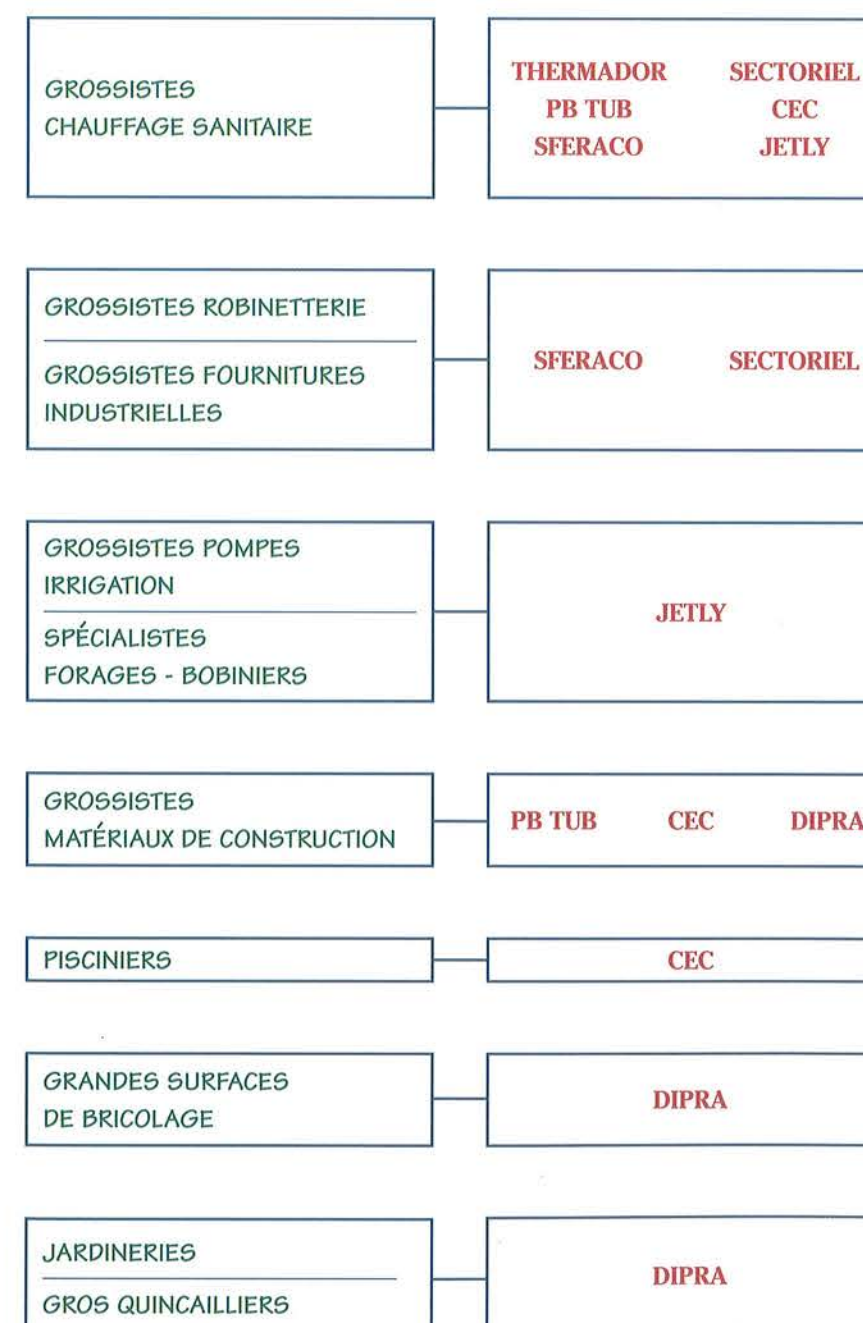 GROSSISTES
CHAUFFAGE SANITAIRE
THERMADOR SECTORIEL
PB TUB CEC
SFERACO JETLY
GROSSISTES ROBINETTERIE
GROSSISTES FOURNITURES
INDUSTRIELLES
SFERACO SECTORIEL
GROSSISTES POMPES
IRRIGATION
SPÉCIALISTES
FORAGES - BOBINIERS
JETLY
GROSSISTES
MATÉRIAUX DE CONSTRUCTION
PB TUB CEC DIPRA
PISCINIERS
CEC
GRANDES SURFACES
DE BRICOLAGE
DIPRA
JARDINERIES
GROS QUINCAILLIERS
DIPRA